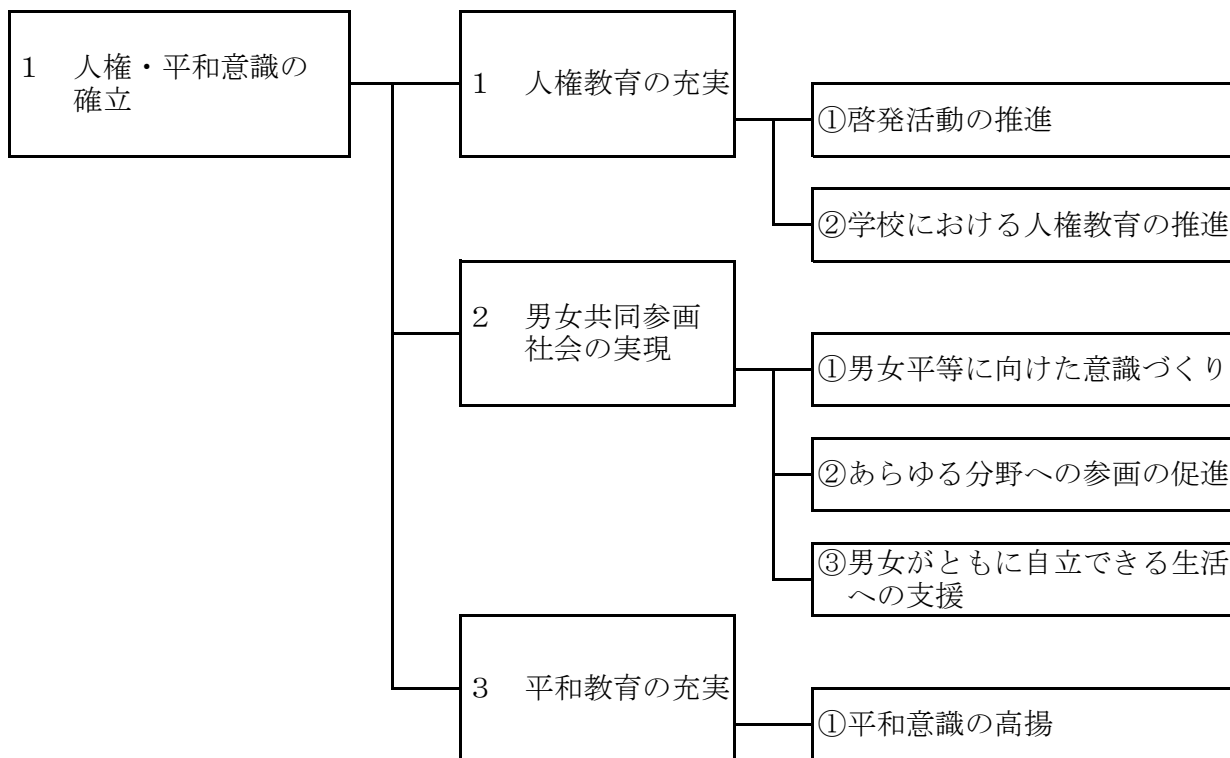 1 人権・平和意識の
確立
1 人権教育の充実
①啓発活動の推進
②学校における人権教育の推進
2 男女共同参画
社会の実現
①男女平等に向けた意識づくり
②あらゆる分野への参画の促進
③男女がともに自立できる生活
への支援
3 平和教育の充実
①平和意識の高揚